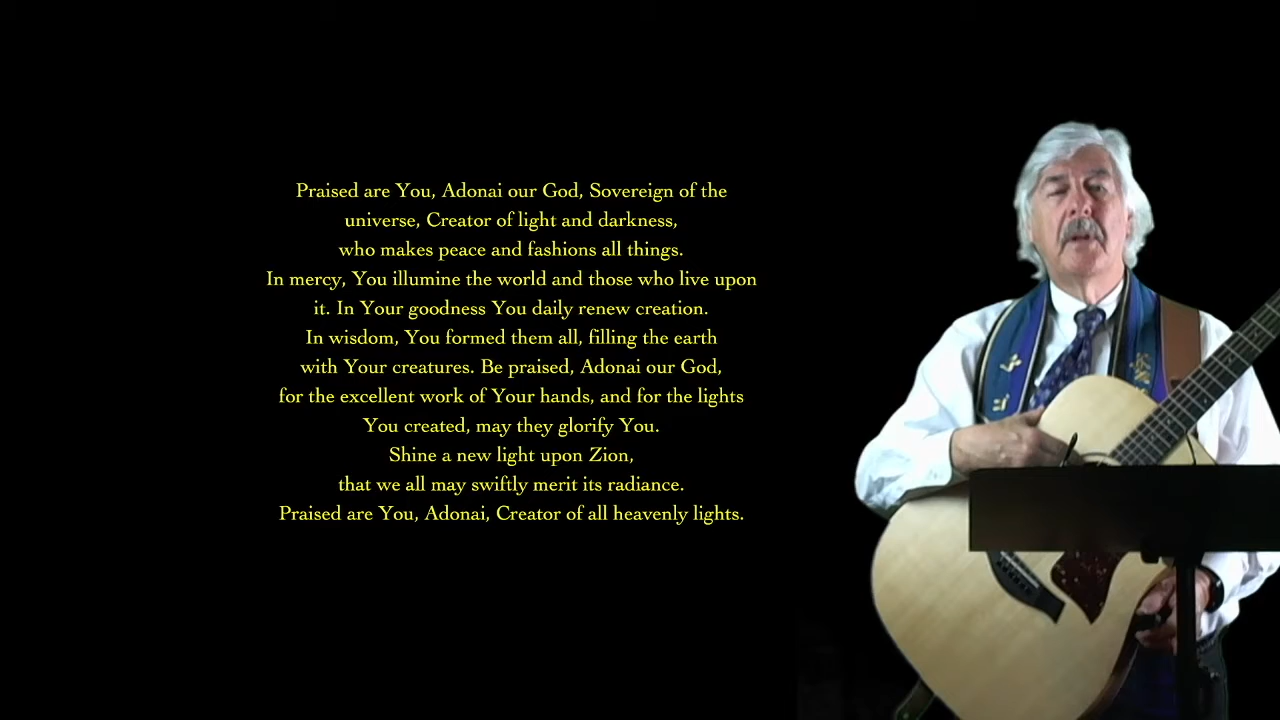 Praised are You, Adonai our God, Sovereign of the
universe, Creator of light and darkness,
who makes peace and fashions all things.
In mercy, You illumine the world and those who live upon
it. In Your goodness You daily renew creation.
In wisdom, You formed them all, filling the earth
with Your creatures. Be praised, Adonai our God,
for the excellent work of Your hands, and for the lights
You created, may they glorify You.
Shine a new light upon Zion,
that we all may swiftly merit its radiance.
Praised are You, Adonai, Creator of all heavenly lights.